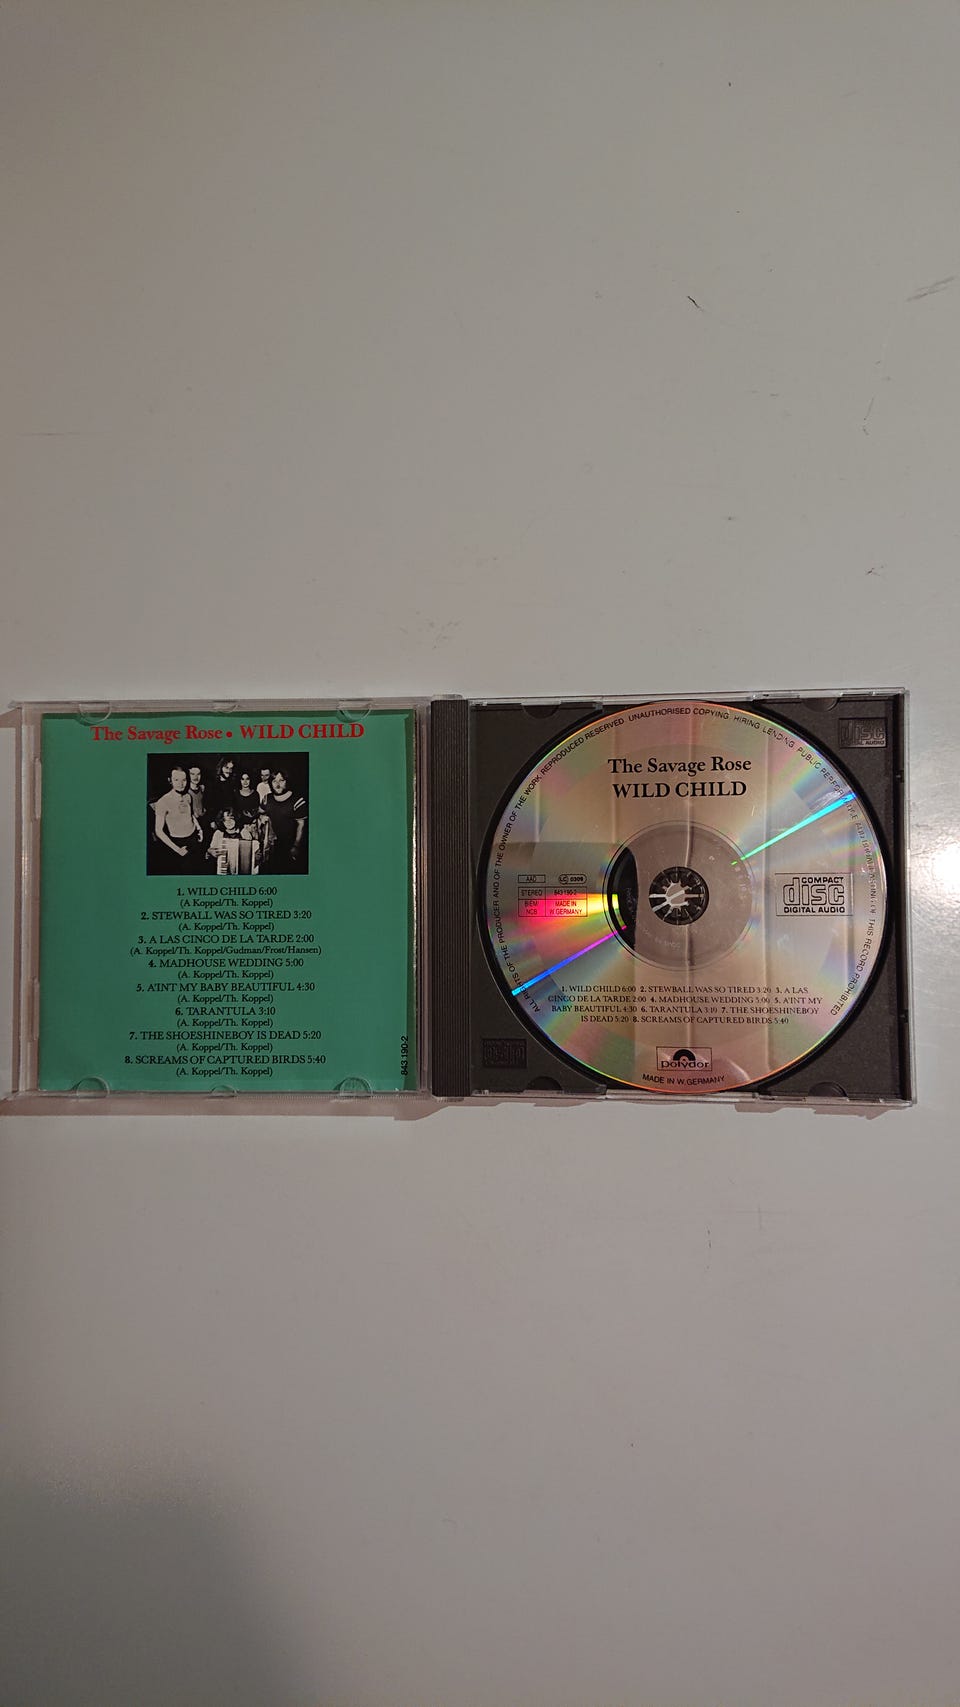 The Savage Rose • WILD CHILD
1. WILD CHILD 6:00
(A Koppel/Th. Koppel)
2. STEWBALL WAS SO TIRED 3:20
(A. Koppel/Th. Koppel)
3. A LAS CINCO DE LA TARDE 2:00
(A. Koppel/Th. Koppel/Gudman/Frost/Hansen)
4. MADHOUSE WEDDING 5:00
(A. Koppel/Th. Koppel)
5. A'INT MY BABY BEAUTIFUL 4:30
(A. Koppel/Th. Koppel)
6. TARANTULA 3:10
(A. Koppel/Th. Koppel)
7. THE SHOESHINEBOY IS DEAD 5:20
(A. Koppel/Th. Koppel)
8. SCREAMS OF CAPTURED BIRDS 5:40
(A. Koppel/Th. Koppel)
843 190-2
The Savage Rose
WILD CHILD
AAD
LC 0309
STEREO
843 190-2
BIEM/
NCB
MADE IN
W. GERMANY
COMPACT
disc
DIGITAL AUDIO
1. WILD CHILD 6:00 2. STEWBALL WAS SO TIRED 3:20 3. A LAS
CINCO DE LA TARDE 2:00 4. MADHOUSE WEDDING 5:00 5. A'INT MY
BABY BEAUTIFUL 4:30 6. TARANTULA 3:10 7. THE SHOESHINEBOY
IS DEAD 5:20 8. SCREAMS OF CAPTURED BIRDS 5:40
polydor
MADE IN W. GERMANY
ALL RIGHTS OF THE PRODUCER AND OF THE OWNER OF THE WORK REPRODUCED RESERVED. UNAUTHORISED COPYING, HIRING, LENDING, PUBLIC OF THIS RECORD PROHIBITED
disc